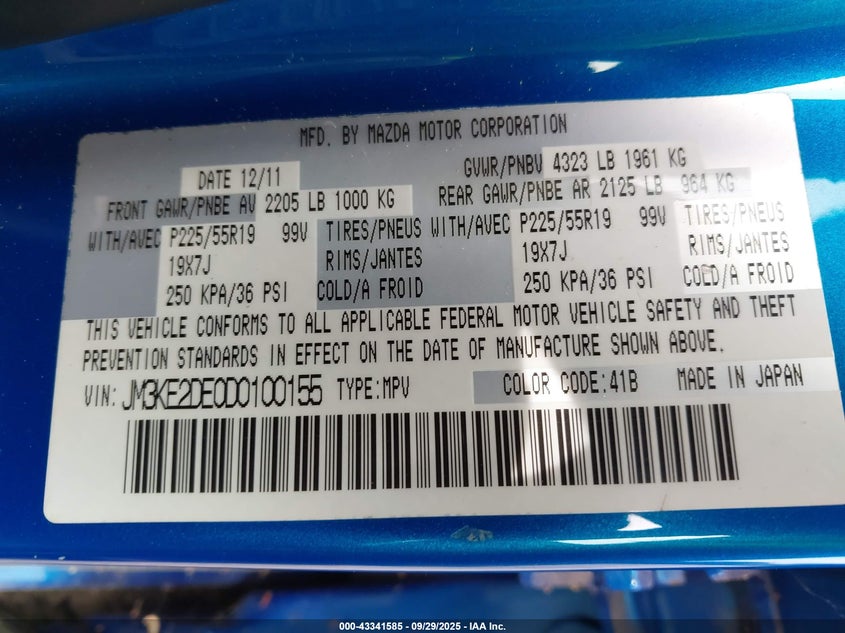 MFD. BY MAZDA MOTOR CORPORATION
DATE 12/11 GVWR/PNBV 4323 LB 1961 KG
FRONT GAWR/PNBE AV 2205 LB 1000 KG REAR GAWR/PNBE AR 2125 LB 964 KG
WITH/AVEC P225/55R19 99V TIRES/PNEUS WITH/AVEC P225/55R19 99V TIRES/PNEUS
19X7J RIMS/JANTES 19X7J RIMS/JANTES
250 KPA/36 PSI COLD/A FROID 250 KPA/36 PSI COLD/A FROID
THIS VEHICLE CONFORMS TO ALL APPLICABLE FEDERAL MOTOR VEHICLE SAFETY AND THEFT
PREVENTION STANDARDS IN EFFECT ON THE DATE OF MANUFACTURE SHOWN ABOVE.
VIN: JM3KE2DE0D0100155 TYPE:MPV COLOR CODE:41B MADE IN JAPAN
000-43341585 - 09/29/2025 - IAA Inc.